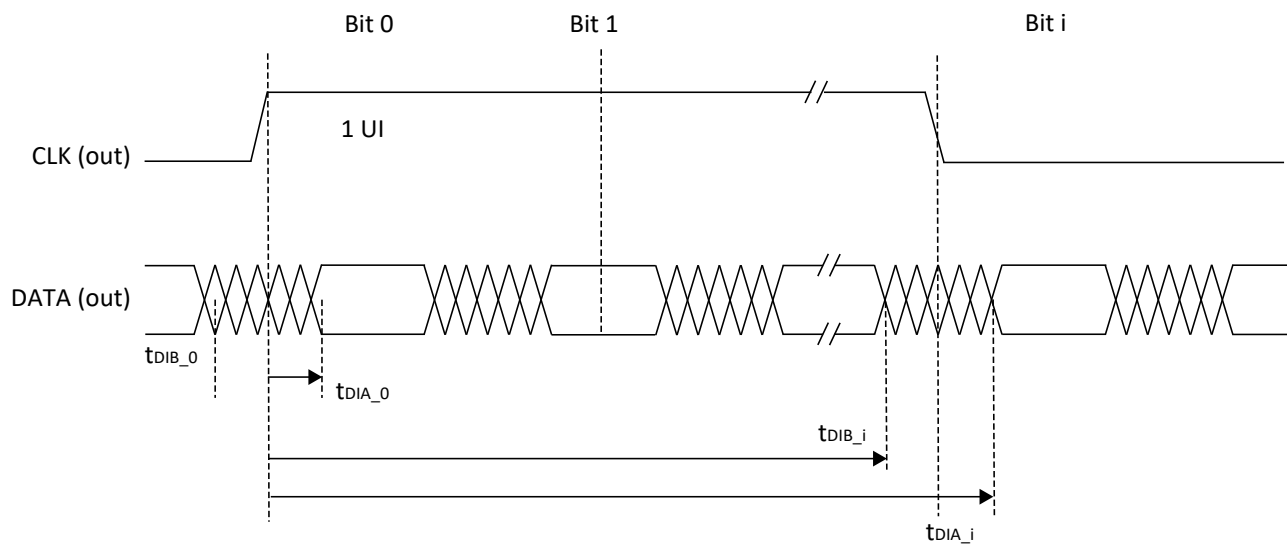 Bit 0 Bit 1 Bit i
1 UI
CLK (out)
DATA (out)
tDIB_0
tDIA_0
tDIB_i
tDIA_i